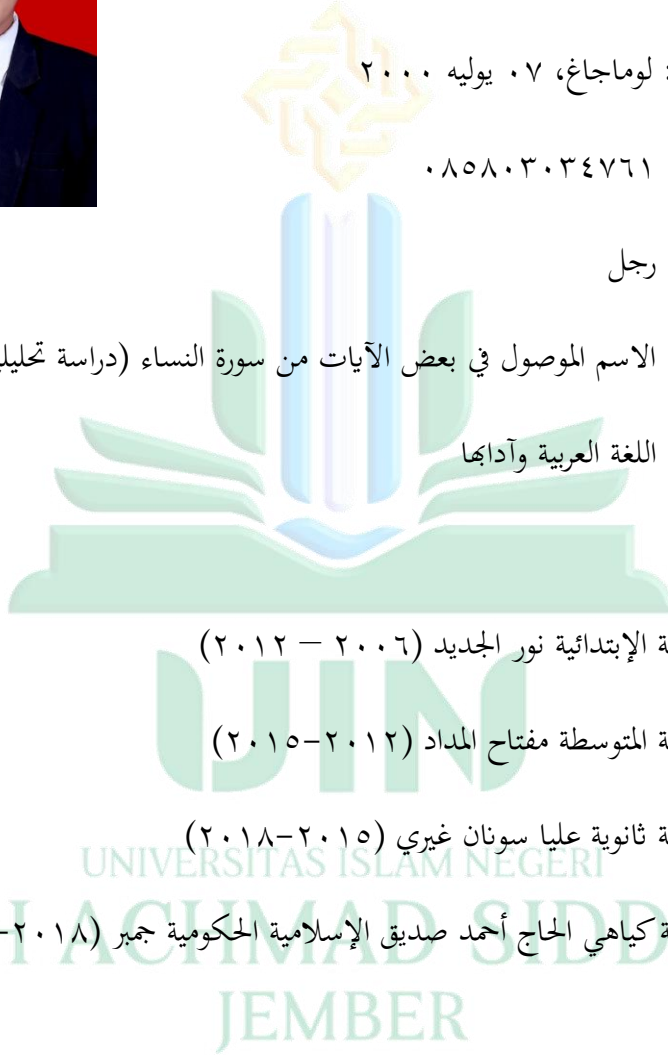 : لوماجاغ، ٠٧ يوليه ٢٠٠٠
٠٨٥٨٠٣٠٣٤٧٦١
رجل
الاسم الموصول في بعض الآيات من سورة النساء (دراسة تحليلي
اللغة العربية وآدابها
ة الإبتدائية نور الجديد (٢٠٠٦ – ٢٠١٢)
UIN
ة المتوسطة مفتاح المداد (٢٠١٢-٢٠١٥)
ة ثانوية عليا سونان غيري (٢٠١٥-٢٠١٨)
UNIVERSITAS ISLAM NEGERI
ة كياهي الحاج أحمد صديق الإسلامية الحكومية جمبر (٢٠١٨-
H ACHMAD SIDD
JEMBER